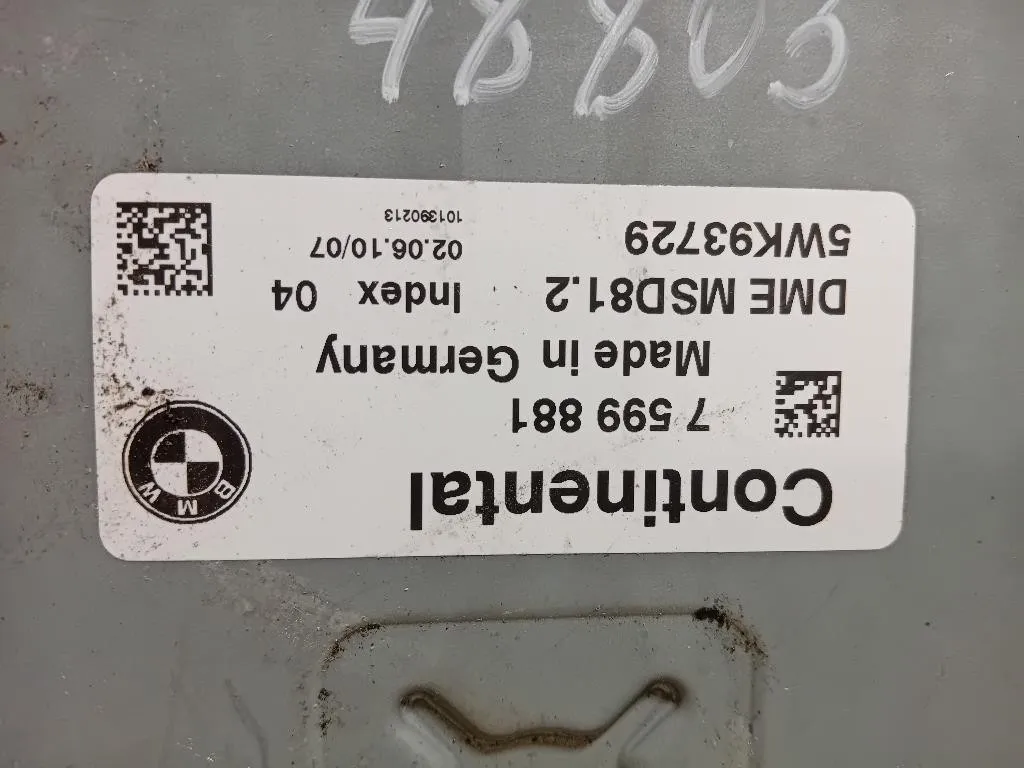 Continental
BMW
7 599 881
Made in Germany
DME MSD81.2 Index 04
5WK93729 02.06.10/07
101390213